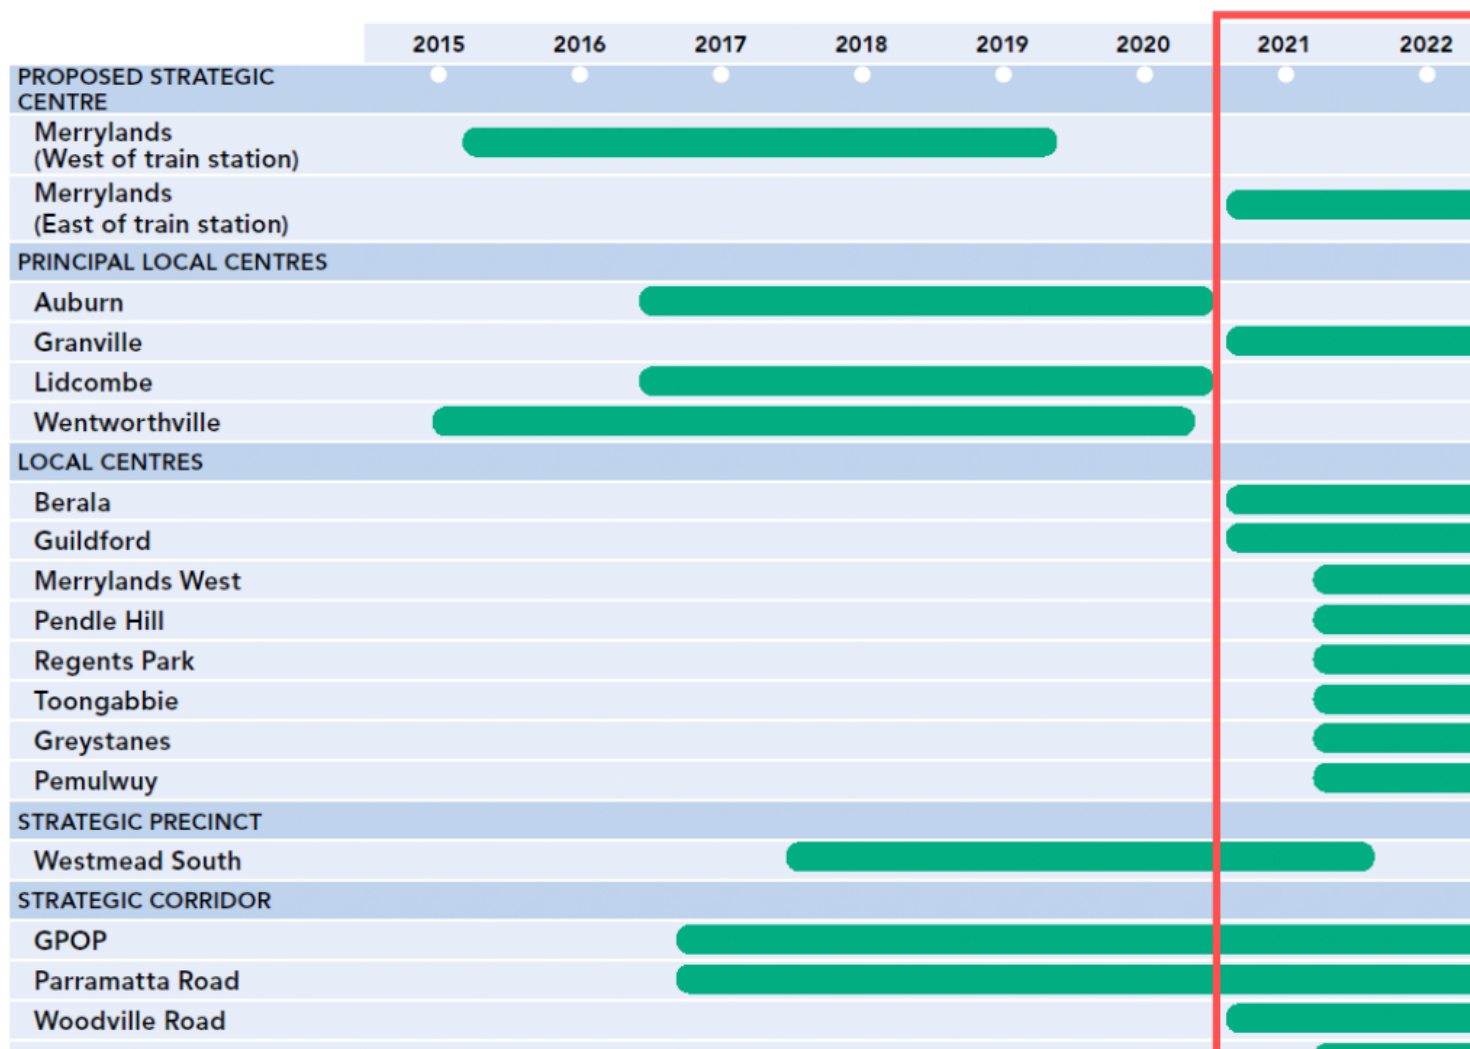 2015 2016 2017 2018 2019 2020 2021 2022
PROPOSED STRATEGIC
CENTRE
Merrylands
(West of train station)
Merrylands
(East of train station)
PRINCIPAL LOCAL CENTRES
Auburn
Granville
Lidcombe
Wentworthville
LOCAL CENTRES
Berala
Guildford
Merrylands West
Pendle Hill
Regents Park
Toongabbie
Greystanes
Pemulwuy
STRATEGIC PRECINCT
Westmead South
STRATEGIC CORRIDOR
GPOP
Parramatta Road
Woodville Road